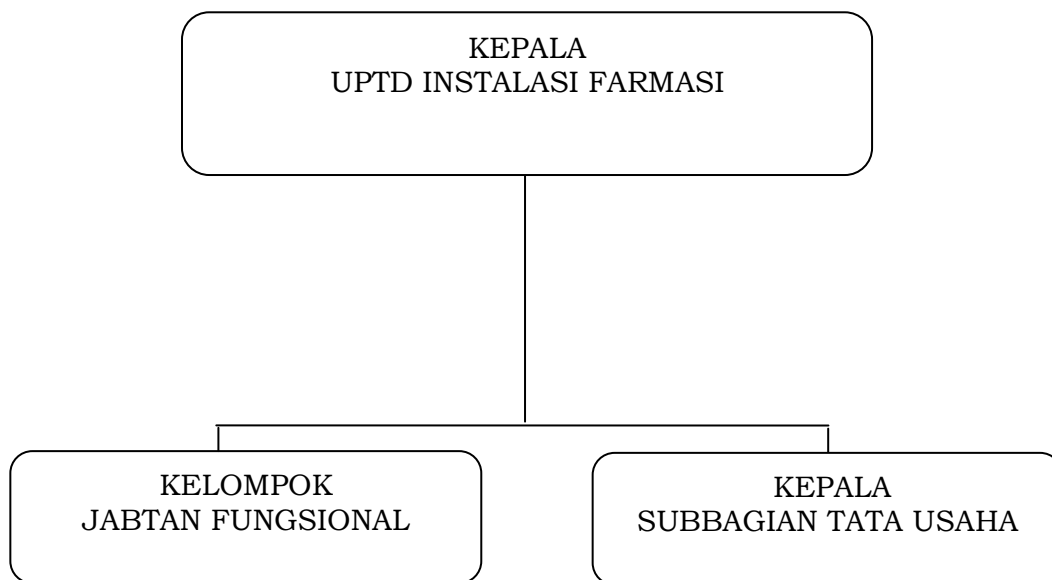 KEPALA
UPTD INSTALASI FARMASI
KELOMPOK
JABTAN FUNGSIONAL
KEPALA
SUBBAGIAN TATA USAHA